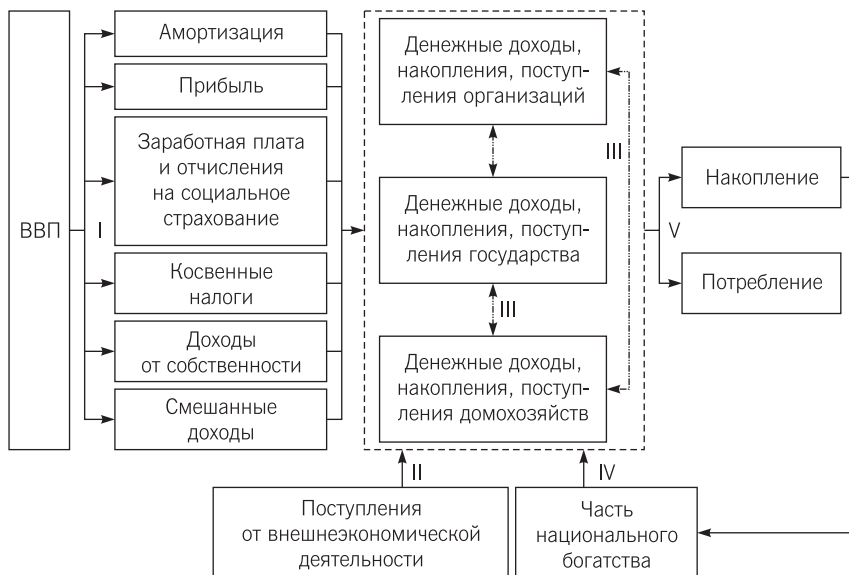 ВВП
I
Амортизация
Прибыль
Заработная плата
и отчисления
на социальное
страхование
Косвенные
налоги
Доходы
от собственности
Смешанные
доходы
Денежные доходы,
накопления, поступ-
ления организаций
III
Денежные доходы,
накопления, поступ-
ления государства
III
Денежные доходы,
накопления, поступ-
ления домохозяйств
V
Накопление
Потребление
II
IV
Поступления
от внешнеэкономической
деятельности
Часть
национального
богатства